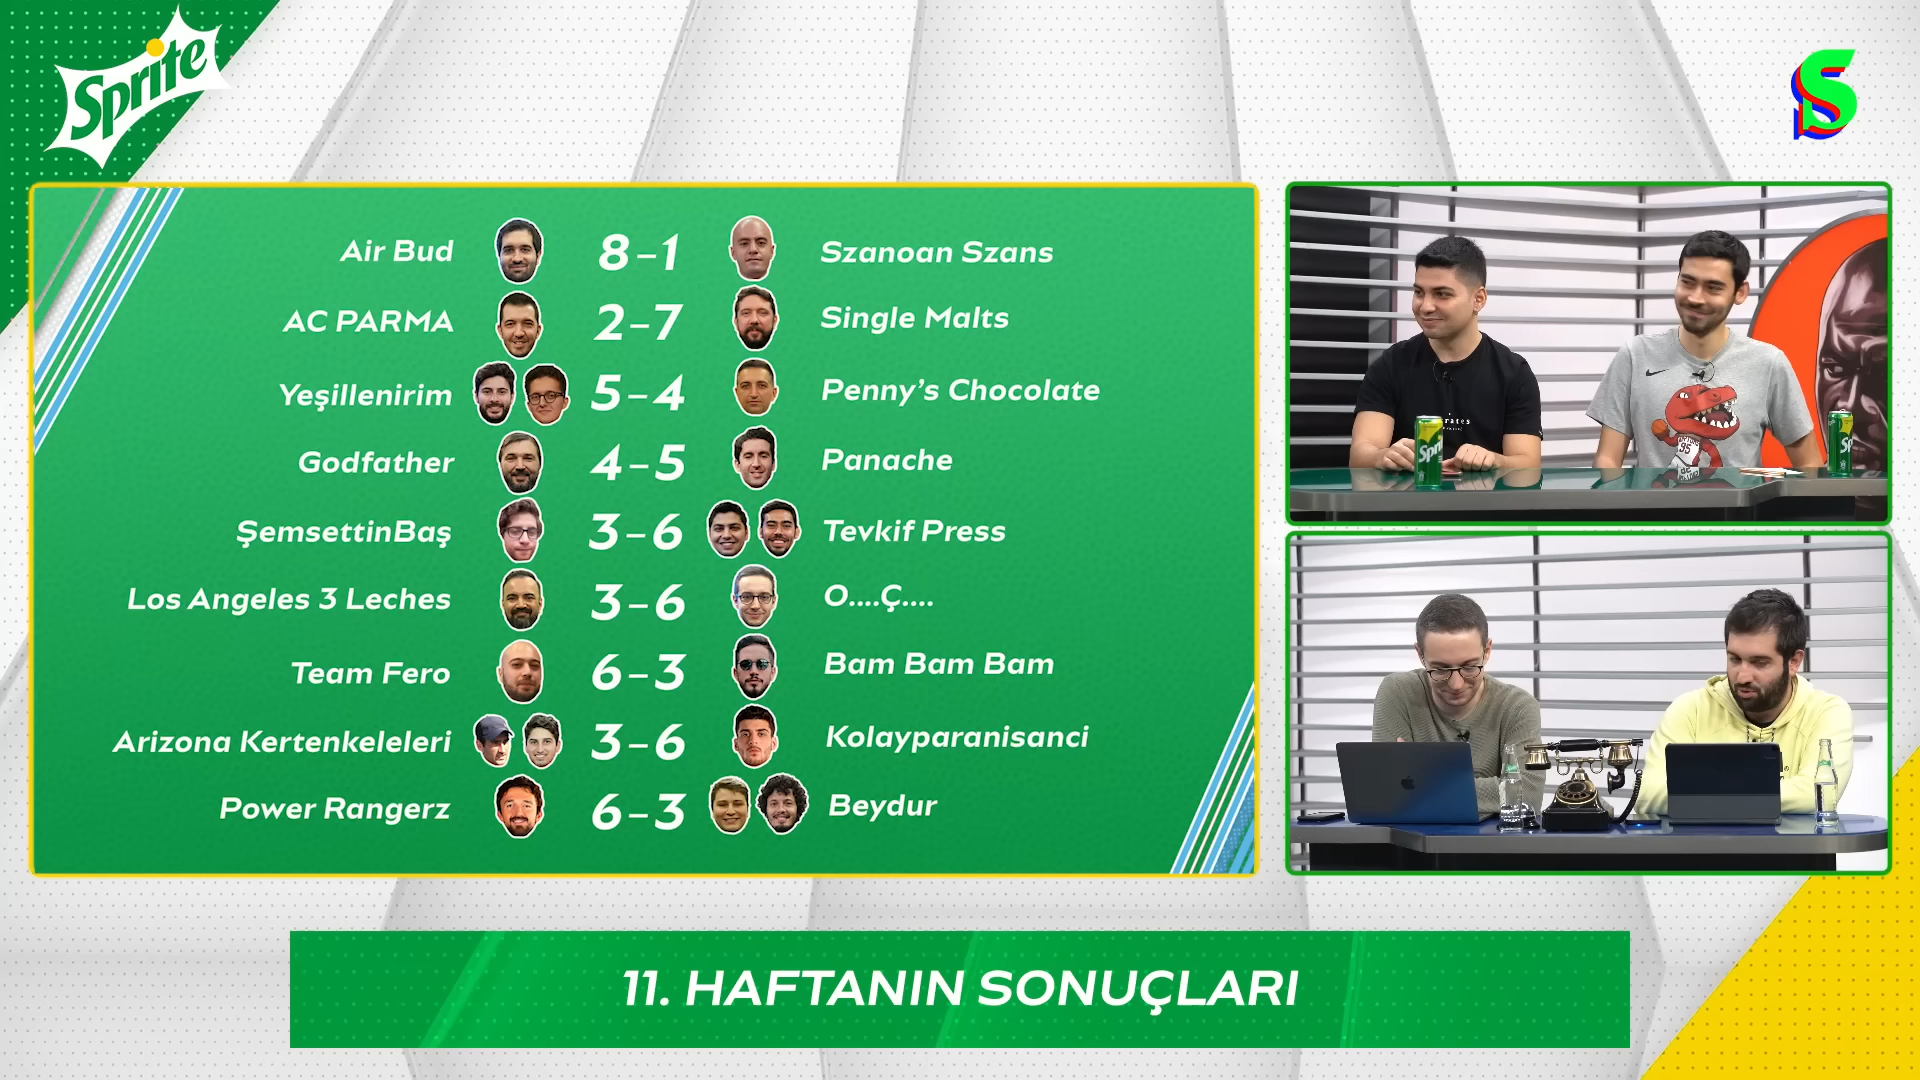 Sprite
S
Air Bud 8-1 Szanoan Szans
AC PARMA 2-7 Single Malts
Yeşillenirim 5-4 Penny's Chocolate
Godfather 4-5 Panache
ŞemsettinBaş 3-6 Tevkif Press
Los Angeles 3 Leches 3-6 O....Ç....
Team Fero 6-3 Bam Bam Bam
Arizona Kertenkeleleri 3-6 Kolayparanisanci
Power Rangerz 6-3 Beydur
95
11. HAFTANIN SONUÇLARI